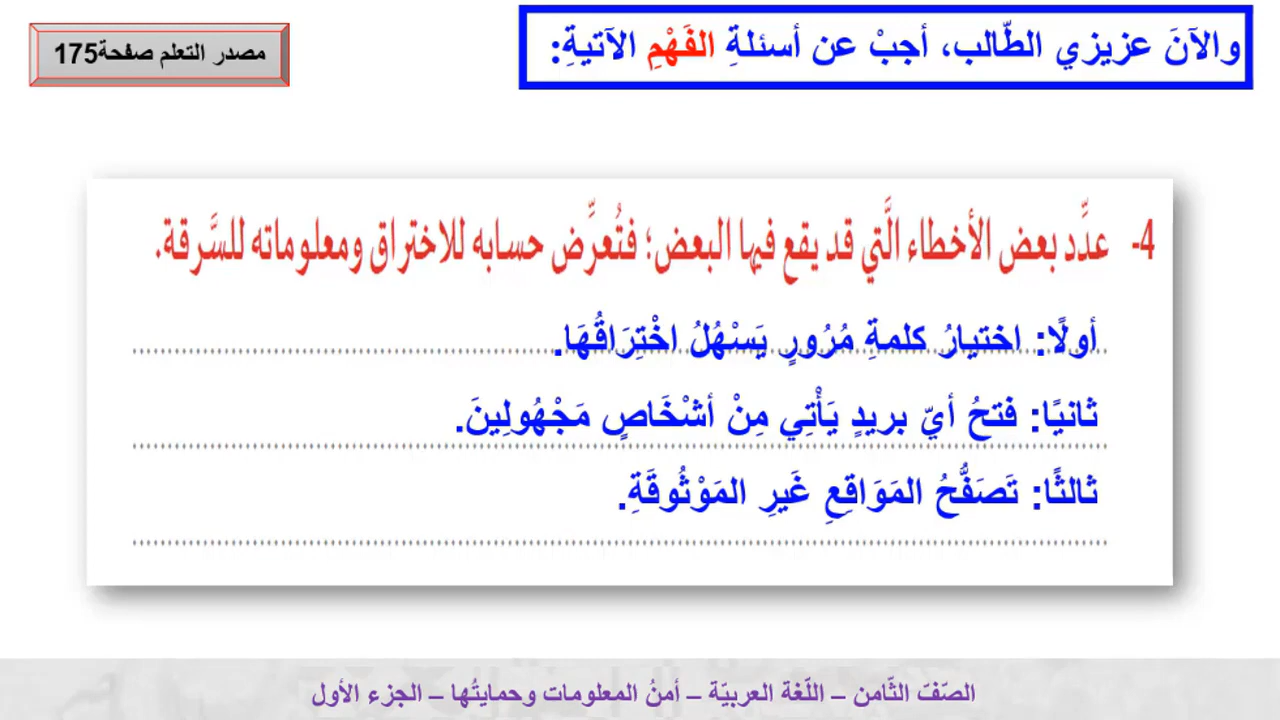 والآنَ عزيزي الطّالب، أجبْ عن أسئلةِ الفَهْمِ الآتيةِ:
مصدر التعلم صفحة175
4- عدِّد بعض الأخطاء الَّتي قد يقع فيها البعض؛ فتُعرِّض حسابه للاختراق ومعلوماته للسَّرقة.
أولًا: اختيارُ كلمةِ مُرُورٍ يَسْهُلُ اخْتِرَاقُهَا.
ثانيًا: فتحُ أيّ بريدٍ يَأْتِي مِنْ أشْخَاصٍ مَجْهُولِينَ.
ثالثًا: تَصَفُّحُ المَوَاقِعِ غَيرِ المَوْثُوقَةِ.
الصّفّ الثّامن – اللّغة العربيّة – أمنُ المعلومات وحمايتُها – الجزء الأول